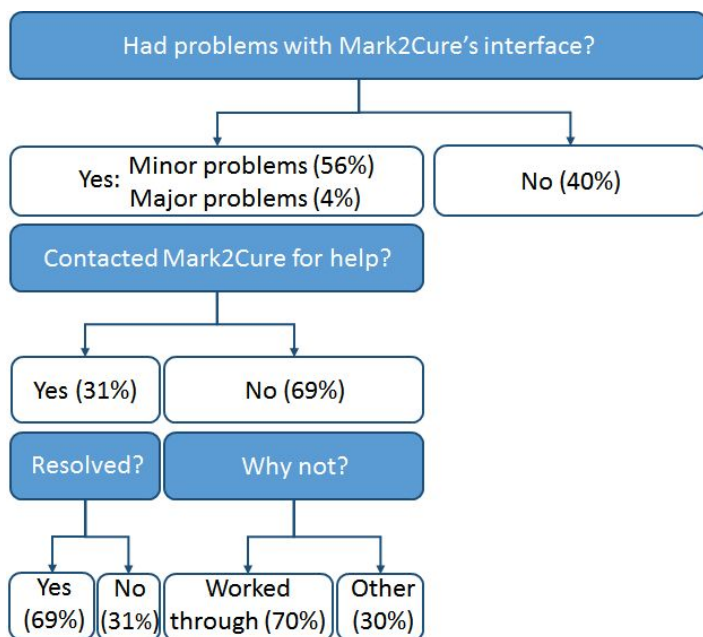 Had problems with Mark2Cure’s interface?
Yes: Minor problems (56%)
Major problems (4%)
No (40%)
Contacted Mark2Cure for help?
Yes (31%)
No (69%)
Resolved?
Why not?
Yes
(69%)
No
(31%)
Worked
through (70%)
Other
(30%)